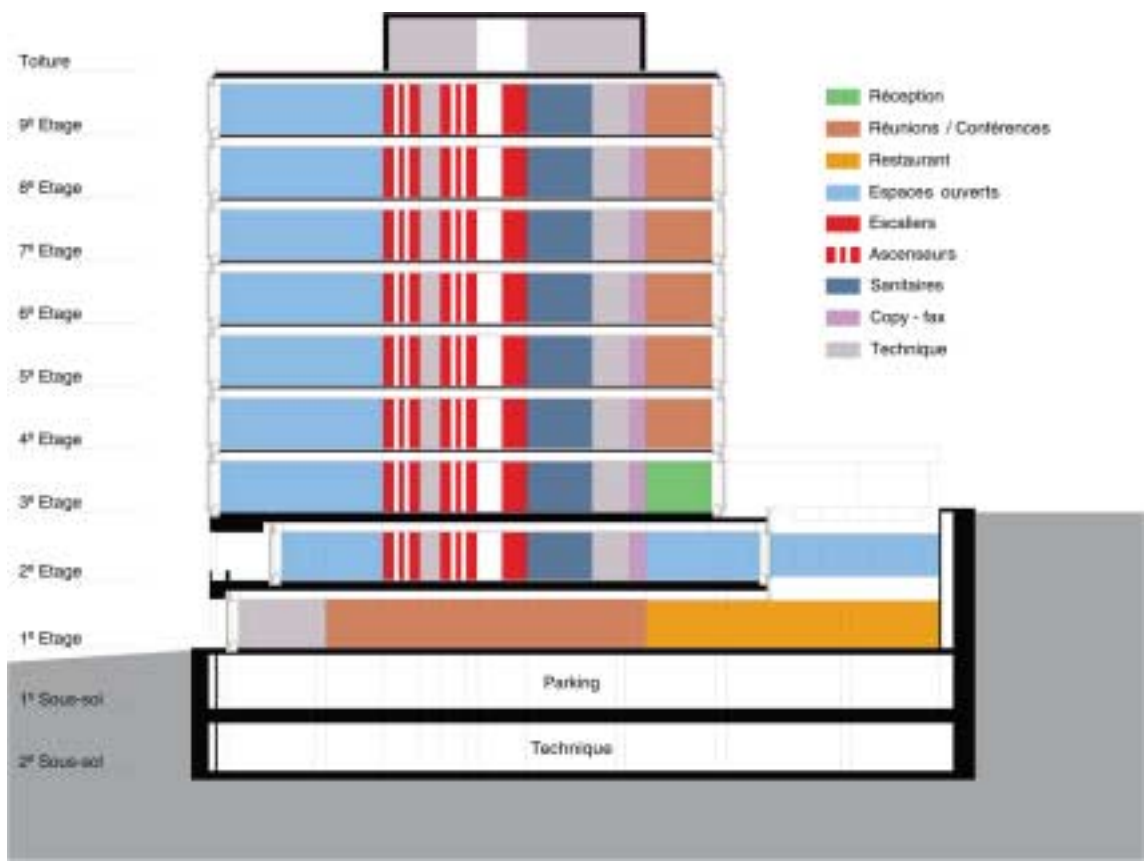 Toiture
9e Etage
8e Etage
7e Etage
6e Etage
5e Etage
4e Etage
3e Etage
2e Etage
1e Etage
1e Sous-sol
2e Sous-sol
Réception
Réunions / Conférences
Restaurant
Espaces ouverts
Escaliers
Ascenseurs
Sanitaires
Copy - fax
Technique
Parking
Technique